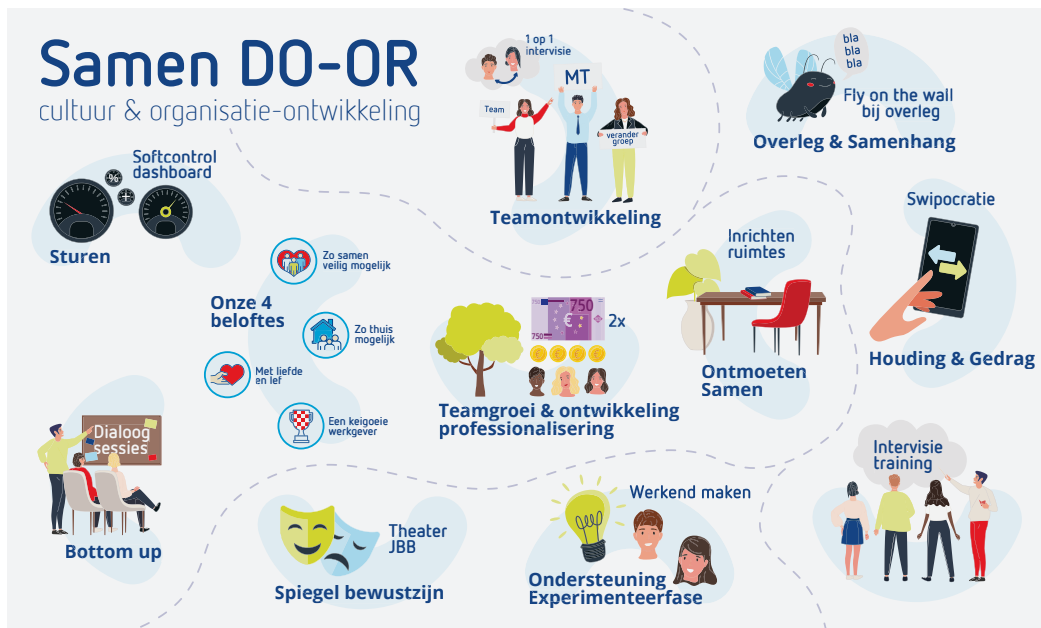 Samen DO-OR
cultuur & organisatie-ontwikkeling
1 op 1
intervisie
Team
MT
verander
groep
Teamontwikkeling
bla
bla
bla
Fly on the wall
bij overleg
Overleg & Samenhang
Softcontrol
dashboard
%
+
Sturen
Swipocratie
Houding & Gedrag
Onze 4
beloftes
Zo samen
veilig mogelijk
Zo thuis
mogelijk
Met liefde
en lef
Een keigoeie
werkgever
750
750
750
€
2x
€ € € €
Teamgroei & ontwikkeling
professionalisering
Inrichten
ruimtes
Ontmoeten
Samen
Dialoog
sessies
Bottom up
Theater
JBB
Spiegel bewustzijn
Werkend maken
Ondersteuning
Experimenteerfase
Intervisie
training